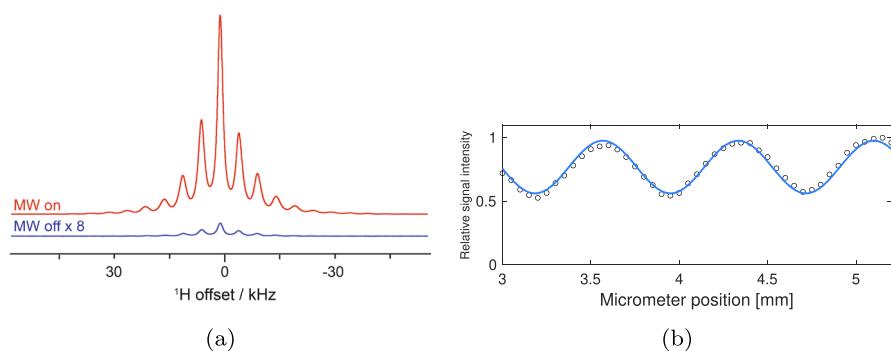 MW on
MW off x 8
30
0
-30
¹H offset / kHz
(a)
Relative signal intensity
1
0.5
0
3
3.5
4
4.5
5
Micrometer position [mm]
(b)